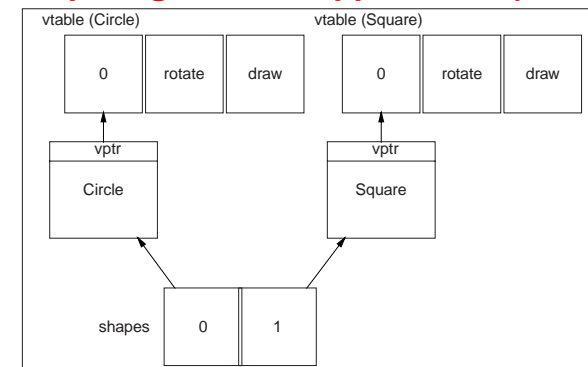 vtable (Circle) vtable (Square)
0 rotate draw 0 rotate draw
vptr vptr
Circle Square
shapes 0 1